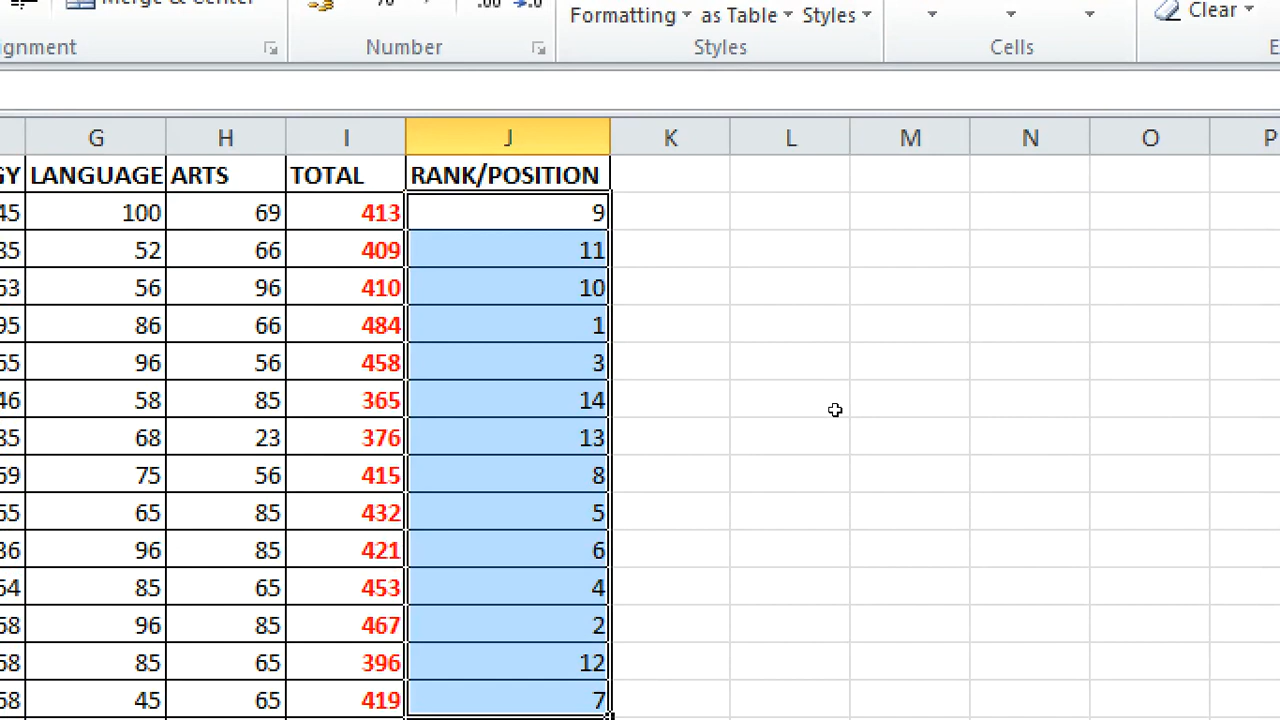 Merge & Center
%
.00
Formatting as Table Styles
Clear
ignment Number Styles Cells E
G H I J K L M N O P
GY LANGUAGE ARTS TOTAL RANK/POSITION
45 100 69 413 9
35 52 66 409 11
53 56 96 410 10
95 86 66 484 1
55 96 56 458 3
46 58 85 365 14
35 68 23 376 13
59 75 56 415 8
55 65 85 432 5
36 96 85 421 6
54 85 65 453 4
58 96 85 467 2
58 85 65 396 12
58 45 65 419 7